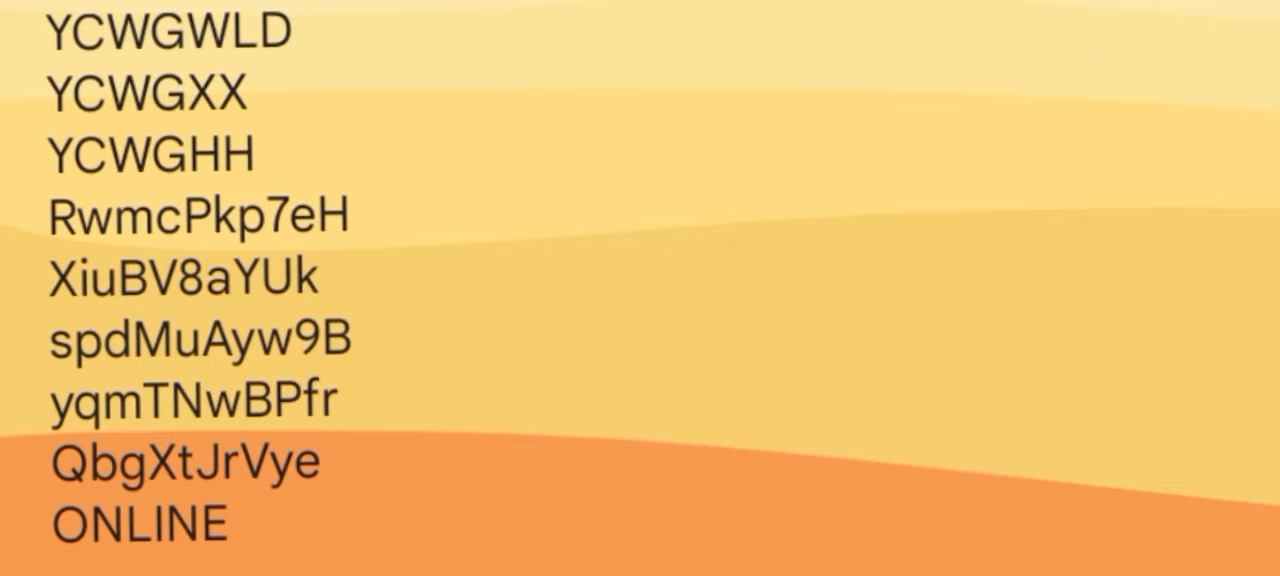 YCWGWLD
YCWGXX
YCWGHH
RwmcPkp7eH
XiuBV8aYUk
spdMuAyw9B
yqmTNwBPfr
QbgXtJrVye
ONLINE